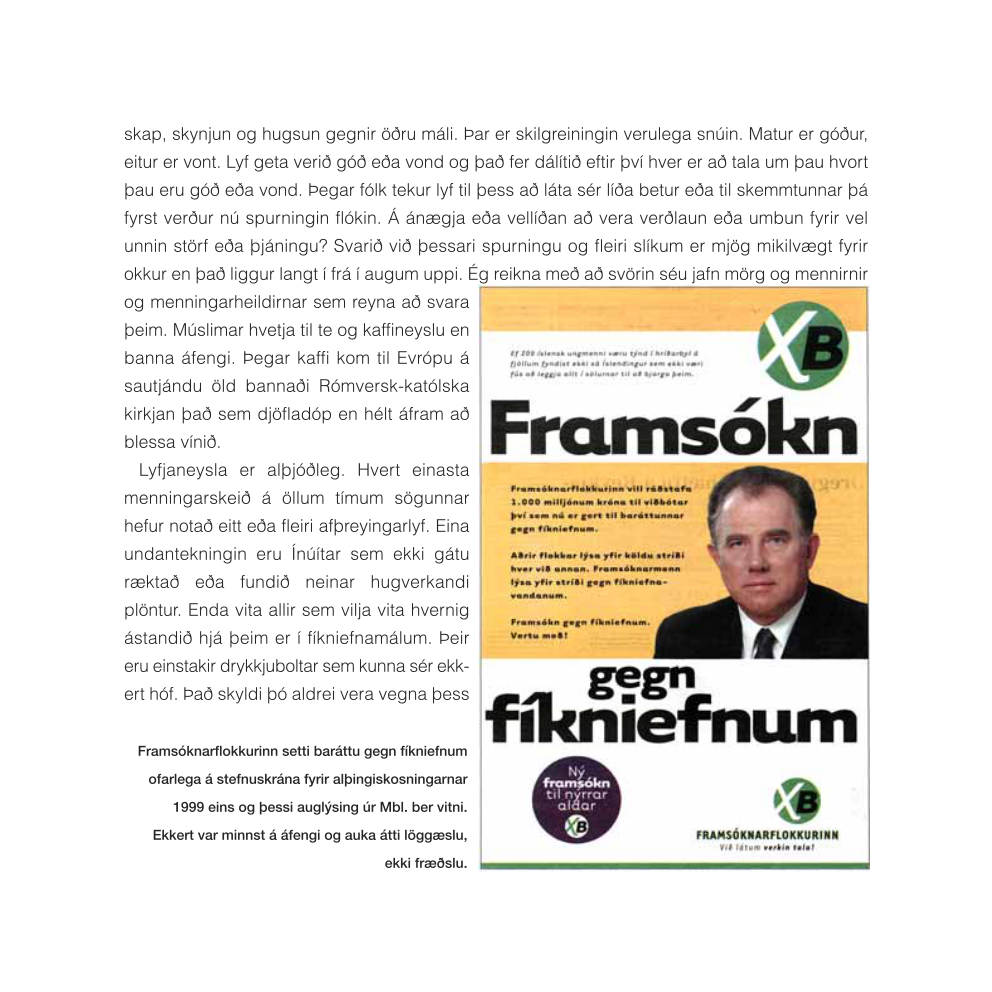 skap, skynjun og hugsun gegnir öðru máli. Þar er skilgreiningin verulega snúin. Matur er góður,
eitur er vont. Lyf geta verið góð eða vond og það fer dálítið eftir því hver er að tala um þau hvort
þau eru góð eða vond. Þegar fólk tekur lyf til þess að láta sér líða betur eða til skemmtunnar þá
fyrst verður nú spurningin flókin. Á ánægja eða vellíðan að vera verðlaun eða umbun fyrir vel
unnin störf eða þjáningu? Svarið við þessari spurningu og fleiri slíkum er mjög mikilvægt fyrir
okkur en það liggur langt í frá í augum uppi. Ég reikna með að svörin séu jafn mörg og mennirnir
og menningarheildirnar sem reyna að svara
þeim. Múslimar hvetja til te og kaffineyslu en
banna áfengi. Þegar kaffi kom til Evrópu á
sautjándu öld bannaði Rómversk-katólska
kirkjan það sem djöfladóp en hélt áfram að
blessa vínið.
Lyfjaneysla er alþjóðleg. Hvert einasta
menningarskeið á öllum tímum sögunnar
hefur notað eitt eða fleiri afþreyingarlyf. Eina
undantekningin eru Ínúítar sem ekki gátu
ræktað eða fundið neinar hugverkandi
plöntur. Enda vita allir sem vilja vita hvernig
ástandið hjá þeim er í fíkniefnamálum. Þeir
eru einstakir drykkjuboltar sem kunna sér ekk-
ert hóf. Það skyldi þó aldrei vera vegna þess
Framsóknarflokkurinn setti baráttu gegn fíkniefnum
ofarlega á stefnuskrána fyrir alþingiskosningarnar
1999 eins og þessi auglýsing úr Mbl. ber vitni.
Ekkert var minnst á áfengi og auka átti löggæslu,
ekki fræðslu.
XB
Ef 200 íslensk ungmenni væru týnd í hríðarbyl á
fjöllum fyndist ekki sá Íslendingur sem ekki væri
fús að leggja allt í sölurnar til að bjarga þeim.
Framsókn
Framsóknarflokkurinn vill ráðstafa
1.000 milljónum króna til viðbótar
því sem nú er gert til baráttunnar
gegn fíkniefnum.
Aðrir flokkar lýsa yfir köldu stríði
hver við annan. Framsóknarmenn
lýsa yfir stríði gegn fíkniefna-
vandanum.
Framsókn gegn fíkniefnum.
Vertu með!
gegn
fíkniefnum
Ný
framsókn
til nýrrar
aldar
XB
XB
FRAMSÓKNARFLOKKURINN
Við látum verkin tala!